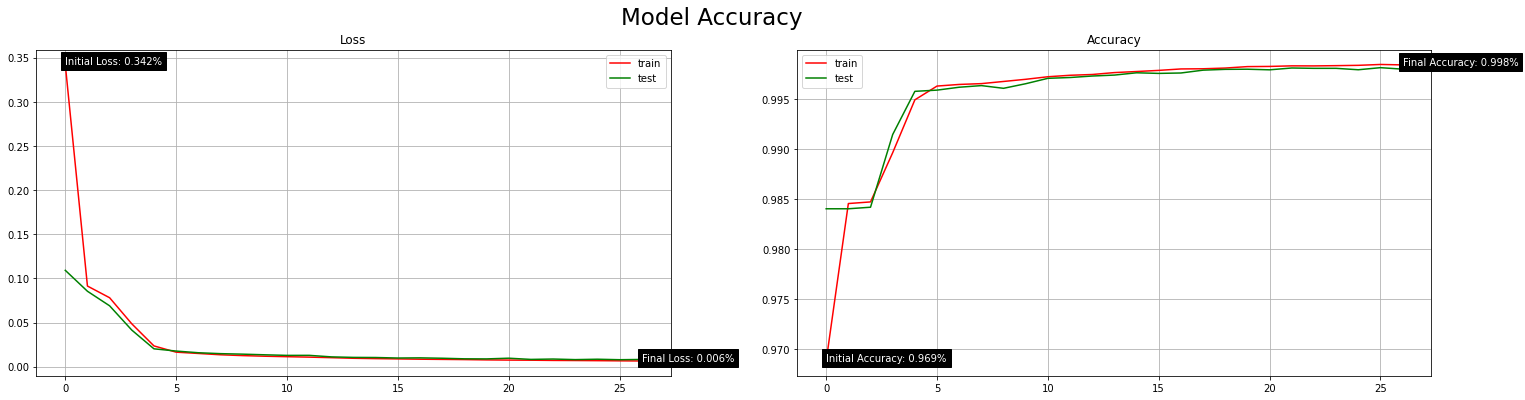 Model Accuracy
Loss
Initial Loss: 0.342%
train
test
0.35
0.30
0.25
0.20
0.15
0.10
0.05
0.00
Final Loss: 0.006%
0 5 10 15 20 25
Accuracy
train
test
Final Accuracy: 0.998%
0.995
0.990
0.985
0.980
0.975
0.970
Initial Accuracy: 0.969%
0 5 10 15 20 25